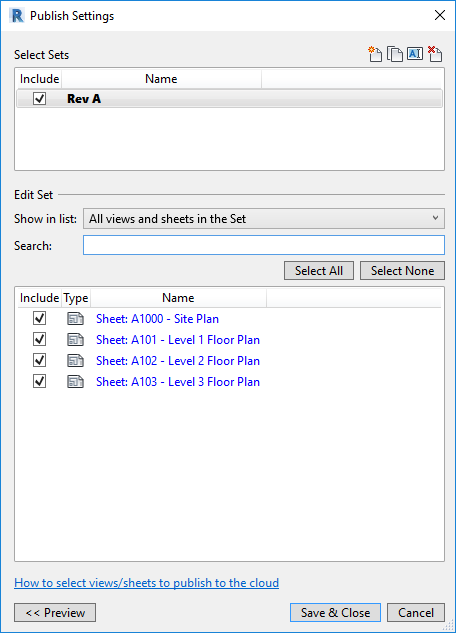 Publish Settings
Select Sets
Include Name
Rev A
Edit Set
Show in list: All views and sheets in the Set
Search:
Select All Select None
Include Type Name
Sheet: A1000 - Site Plan
Sheet: A101 - Level 1 Floor Plan
Sheet: A102 - Level 2 Floor Plan
Sheet: A103 - Level 3 Floor Plan
How to select views/sheets to publish to the cloud
<< Preview Save & Close Cancel